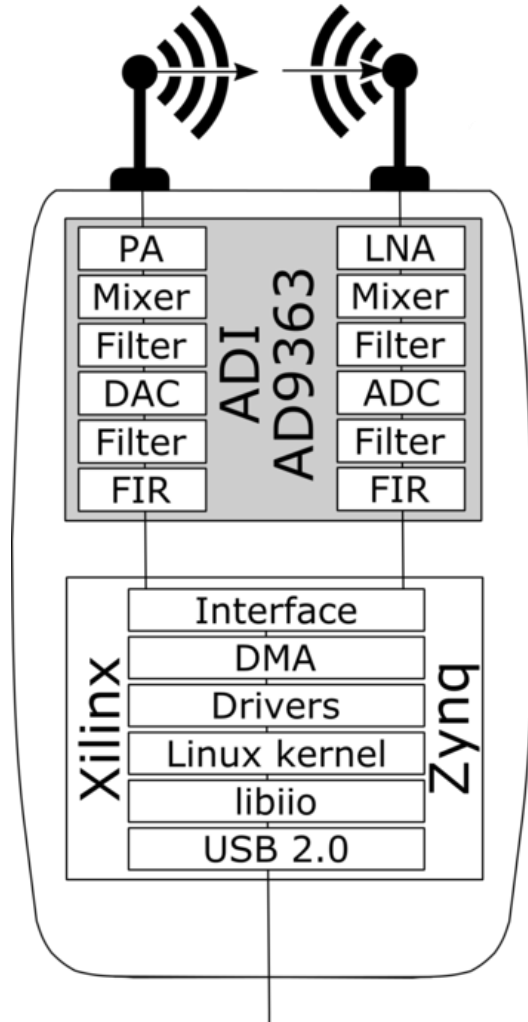 PA
Mixer
Filter
DAC
Filter
FIR
ADI
AD9363
LNA
Mixer
Filter
ADC
Filter
FIR
Xilinx
Interface
DMA
Drivers
Linux kernel
libiio
USB 2.0
Zynq